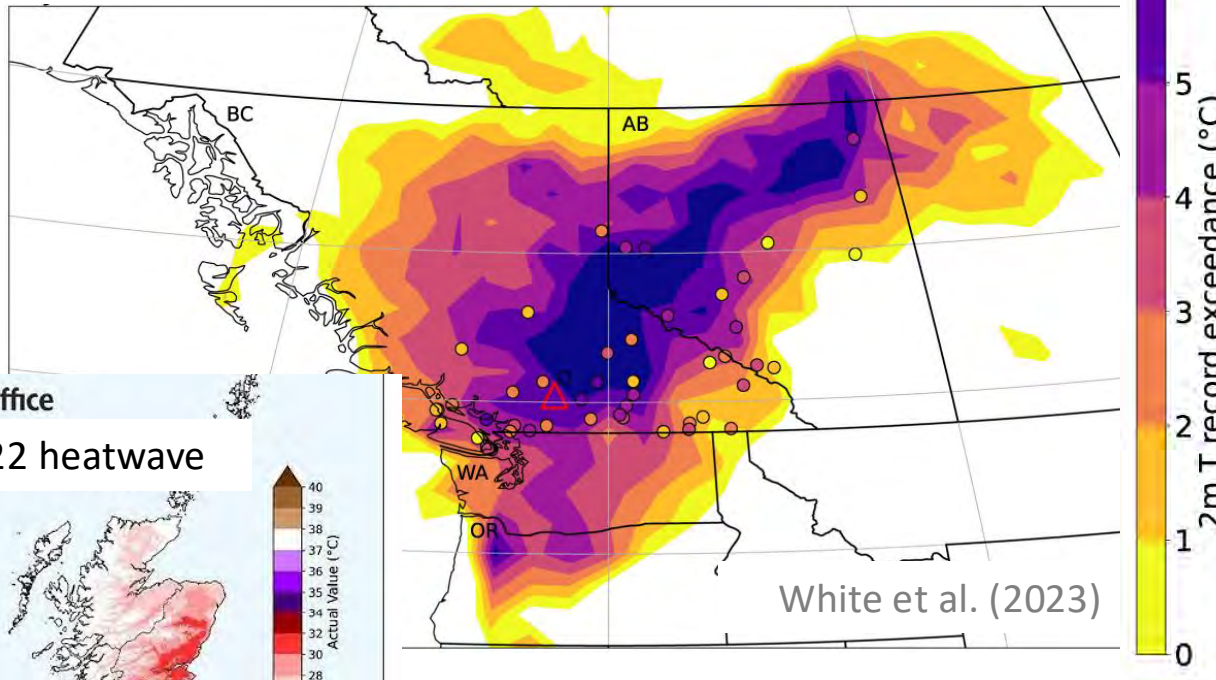 BC
AB
WA
OR
White et al. (2023)
5
4
3
2
1
0
2m T record exceedance (°C)
ffice
22 heatwave
40
39
38
37
36
35
34
32
30
28
Actual Value (°C)